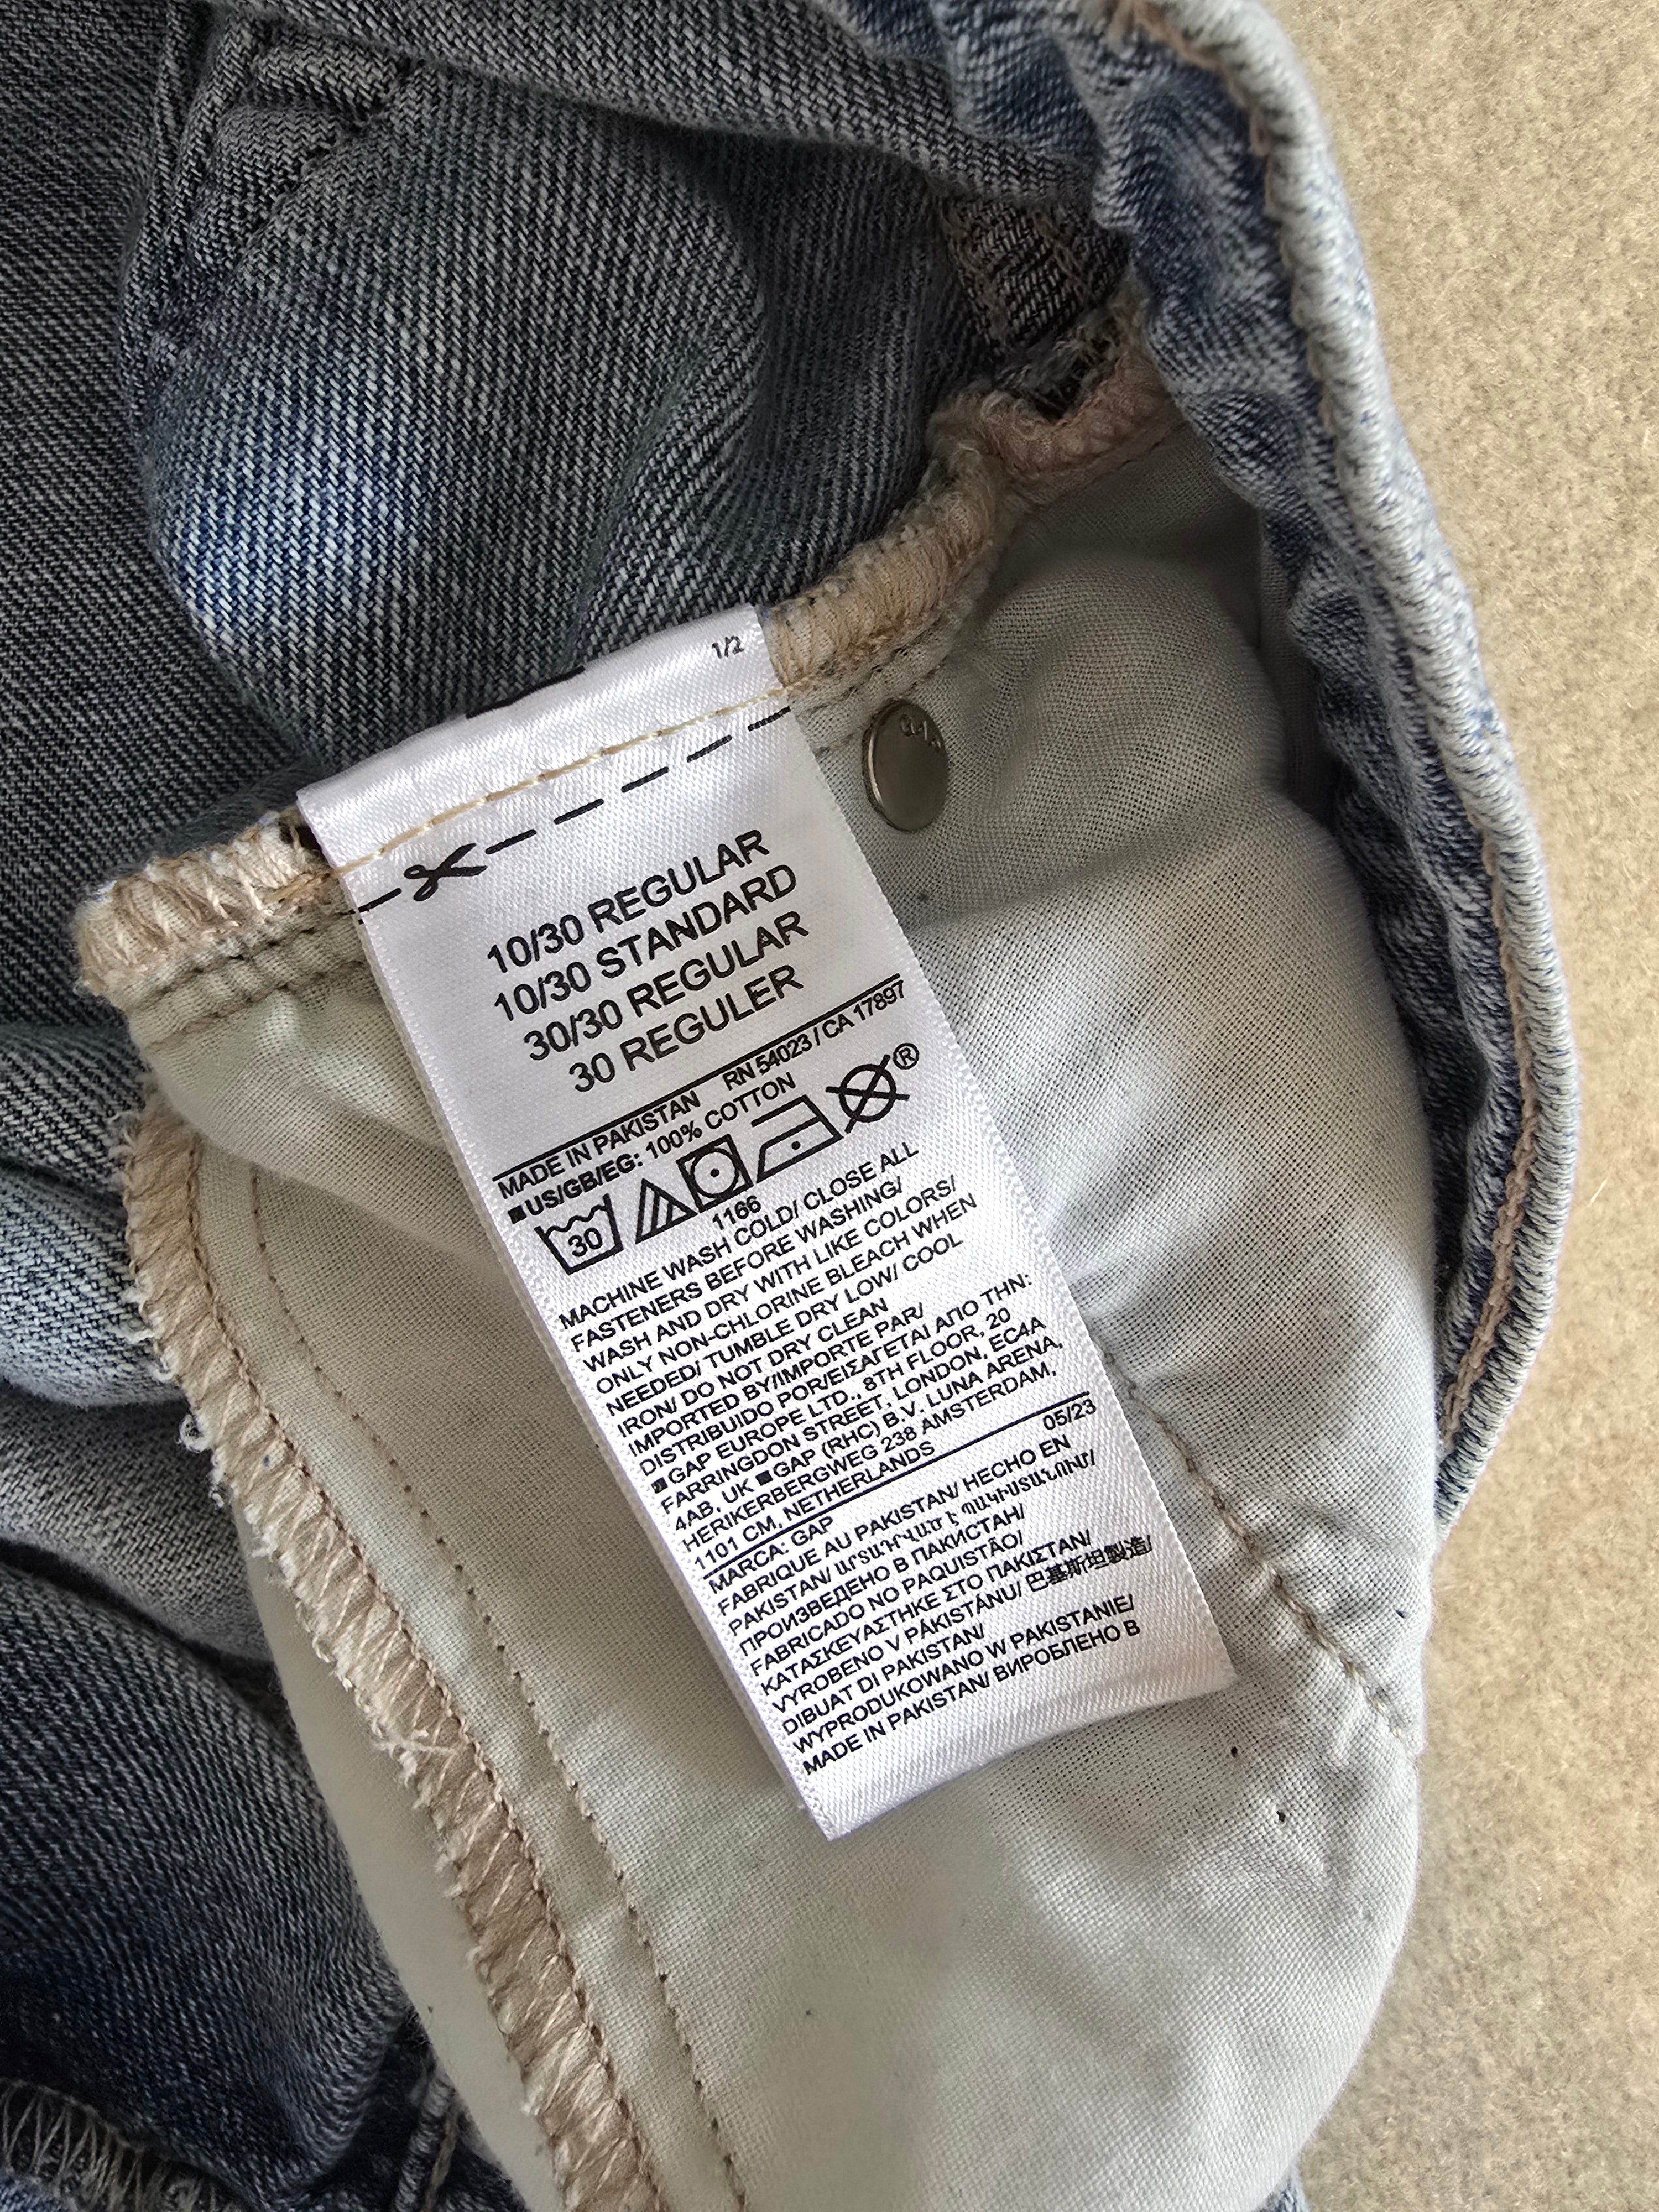 1/2
10/30 REGULAR
10/30 STANDARD
30/30 REGULAR
30 REGULER
MADE IN PAKISTAN RN 54023 / CA 17897
■US/GB/EG: 100% COTTON
30 ®
1166
MACHINE WASH COLD/ CLOSE ALL
FASTENERS BEFORE WASHING/
WASH AND DRY WITH LIKE COLORS/
ONLY NON-CHLORINE BLEACH WHEN
NEEDED/ TUMBLE DRY LOW/ COOL
IRON/ DO NOT DRY CLEAN
IMPORTED BY/IMPORTE PAR/
DISTRIBUIDO POR/ΕΙΣΑΓΕΤΑΙ ΑΠΟ ΤΗΝ:
■GAP EUROPE LTD., 8TH FLOOR, 20
FARRINGDON STREET, LONDON, EC4A
4AB, UK ■GAP (RHC) B.V. LUNA ARENA,
HERIKERBERGWEG 238 AMSTERDAM,
1101 CM, NETHERLANDS
MARCA: GAP 05/23
FABRIQUE AU PAKISTAN/ HECHO EN
PAKISTAN/ ԱՐՏԱԴՐՎԱԾ Է ՊԱԿԻՍՏԱՆՈՒՄ/
ПРОИЗВЕДЕНО В ПАКИСТАН/
FABRICADO NO PAQUISTÃO/
ΚΑΤΑΣΚΕΥΑΣΤΗΚΕ ΣΤΟ ΠΑΚΙΣΤΑΝ/
VYROBENO V PÁKISTÁNU/ 巴基斯坦製造/
DIBUAT DI PAKISTAN/
WYPRODUKOWANO W PAKISTANIE/
MADE IN PAKISTAN/ ВИРОБЛЕНО В
GAP